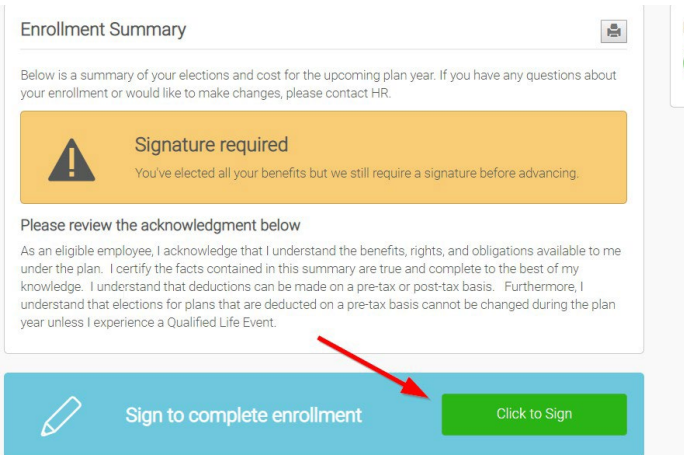 Enrollment Summary
Below is a summary of your elections and cost for the upcoming plan year. If you have any questions about
your enrollment or would like to make changes, please contact HR.
Signature required
You've elected all your benefits but we still require a signature before advancing.
Please review the acknowledgment below
As an eligible employee, I acknowledge that I understand the benefits, rights, and obligations available to me
under the plan. I certify the facts contained in this summary are true and complete to the best of my
knowledge. I understand that deductions can be made on a pre-tax or post-tax basis. Furthermore, I
understand that elections for plans that are deducted on a pre-tax basis cannot be changed during the plan
year unless I experience a Qualified Life Event.
Sign to complete enrollment
Click to Sign